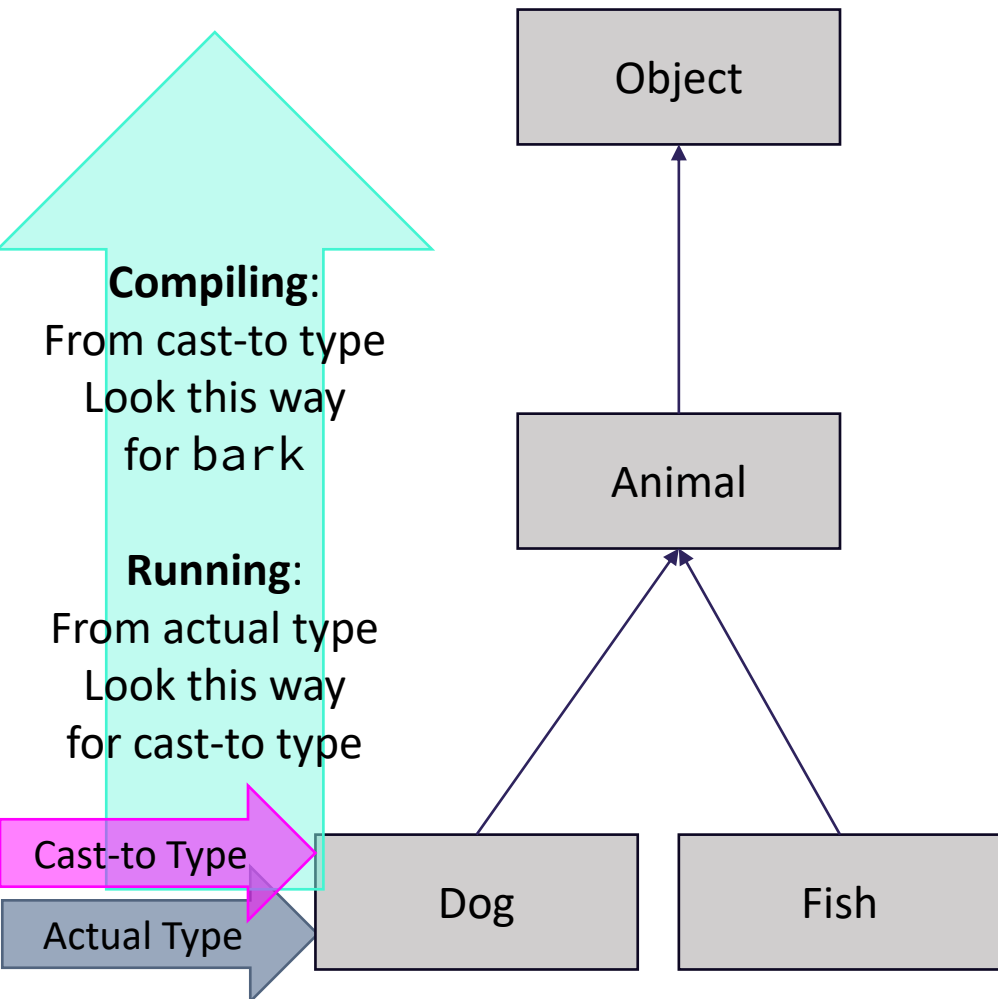 Object
Compiling:
From cast-to type
Look this way
for bark
Animal
Running:
From actual type
Look this way
for cast-to type
Cast-to Type
Actual Type
Dog
Fish